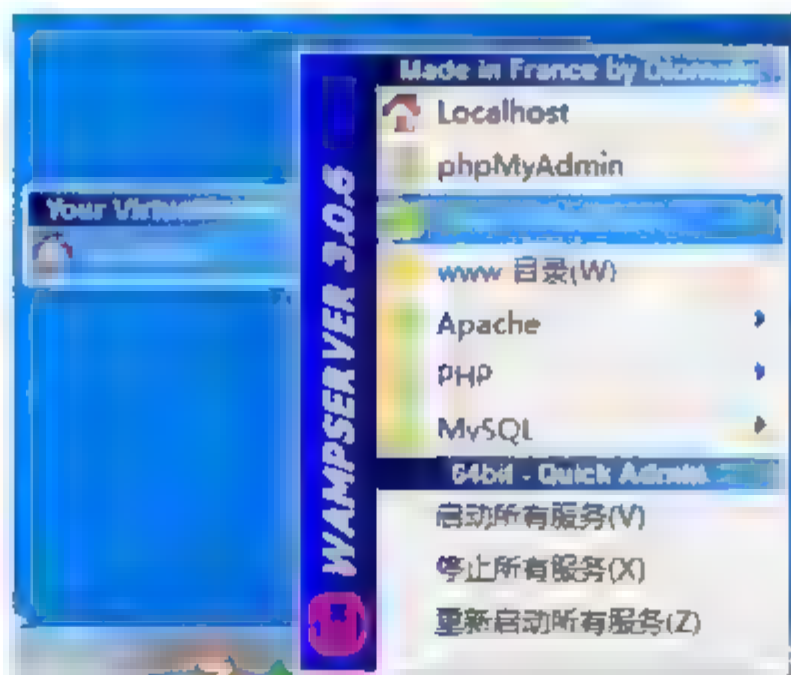 Made in France by
Localhost
phpMyAdmin
Your
www 目录(W)
Apache
PHP
MySQL
WAMPSERVER 3.0.6
64bit - Quick Admin
启动所有服务(V)
停止所有服务(X)
重新启动所有服务(Z)